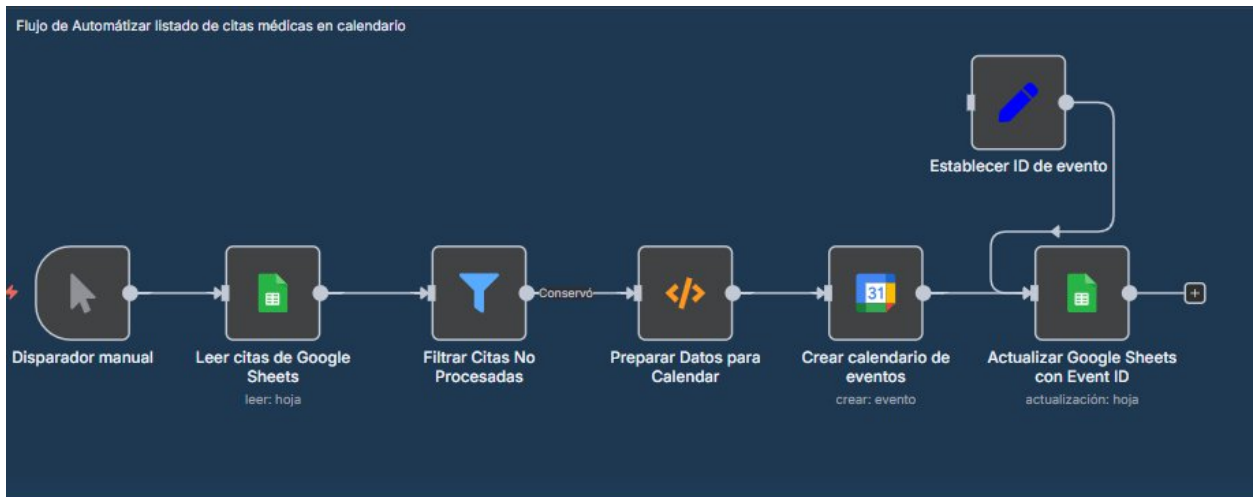 Flujo de Automátizar listado de citas médicas en calendario
Establecer ID de evento
Conservó
31
Disparador manual
Leer citas de Google
Sheets
leer: hoja
Filtrar Citas No
Procesadas
Preparar Datos para
Calendar
Crear calendario de
eventos
crear: evento
Actualizar Google Sheets
con Event ID
actualización: hoja